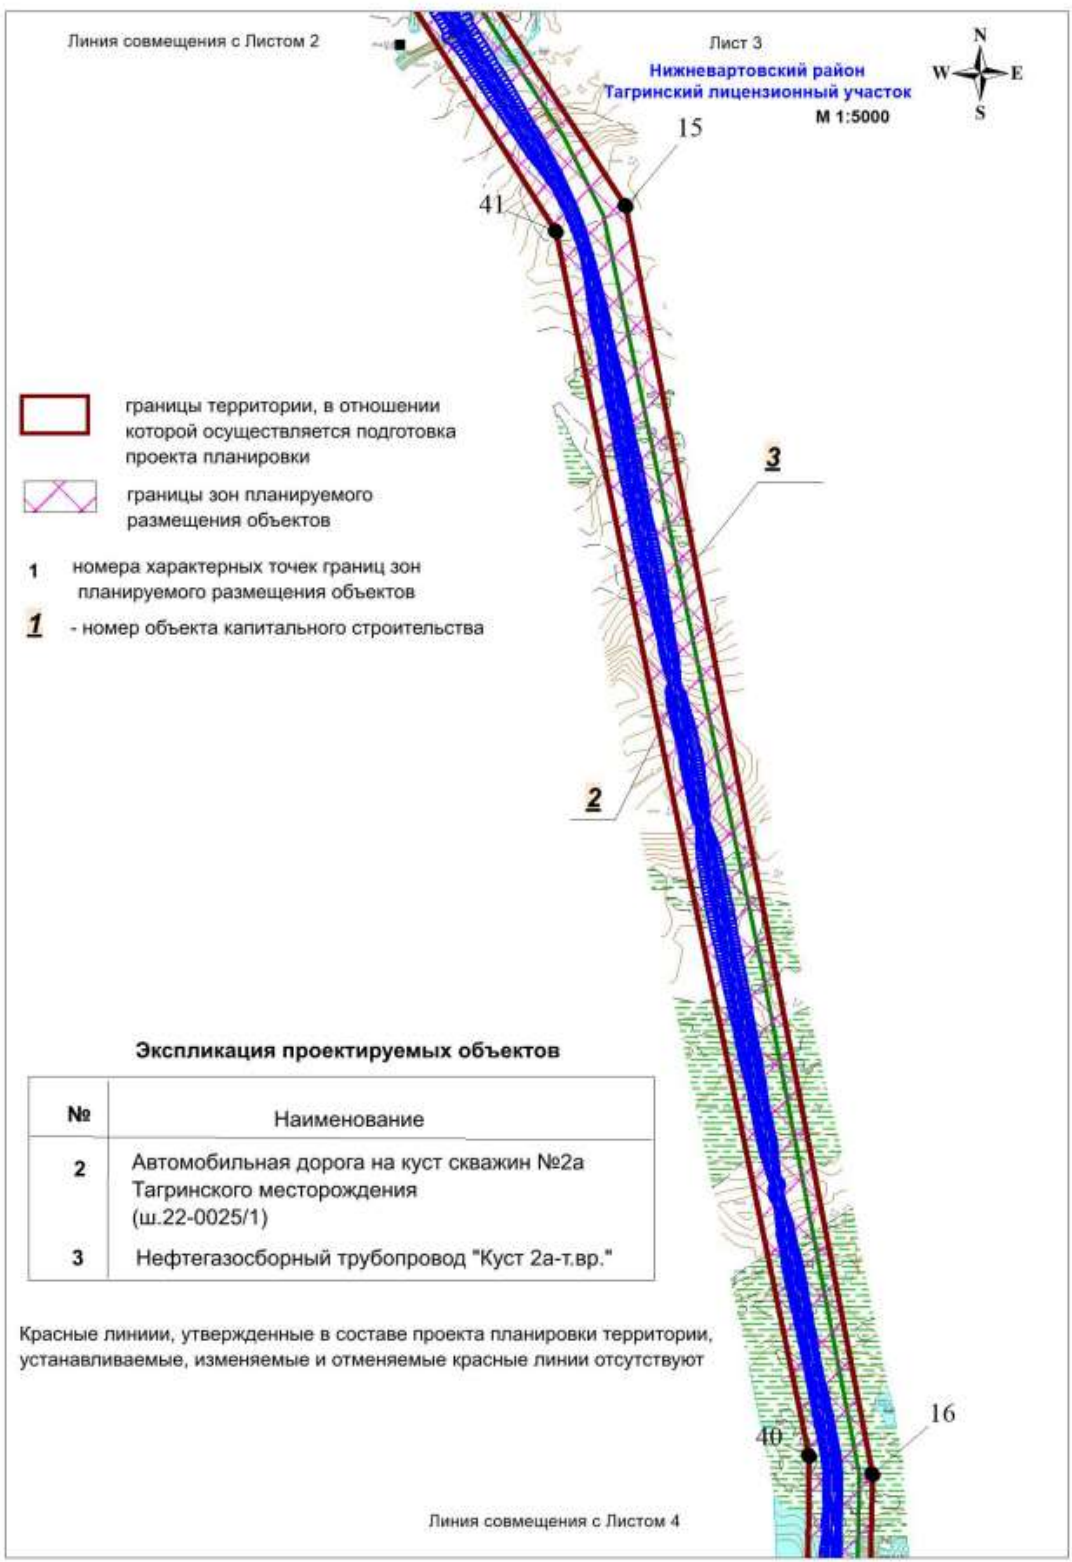 Линия совмещения с Листом 2
Лист 3
Нижневартовский район
Тагринский лицензионный участок
М 1:5000
N
W E
S
15
41
границы территории, в отношении
которой осуществляется подготовка
проекта планировки
границы зон планируемого
размещения объектов
1 номера характерных точек границ зон
планируемого размещения объектов
1 - номер объекта капитального строительства
3
2
Экспликация проектируемых объектов
№ Наименование
2 Автомобильная дорога на куст скважин №2а
Тагринского месторождения
(ш.22-0025/1)
3 Нефтегазосборный трубопровод "Куст 2а-т.вр."
Красные линиии, утвержденные в составе проекта планировки территории,
устанавливаемые, изменяемые и отменяемые красные линии отсутствуют
16
40
Линия совмещения с Листом 4